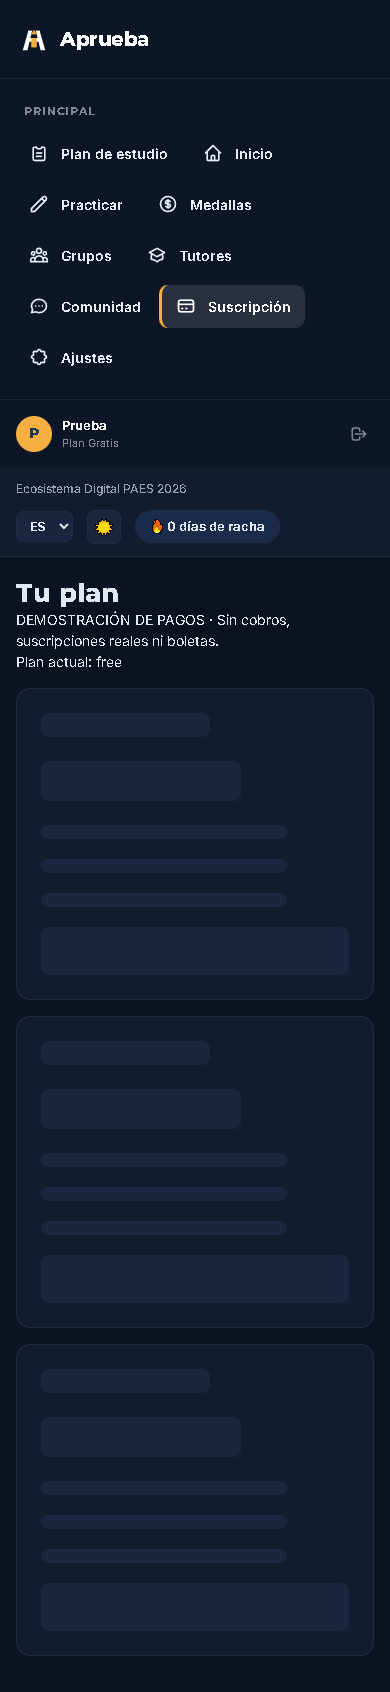 Aprueba
PRINCIPAL
Plan de estudio
Inicio
Practicar
Medallas
Grupos
Tutores
Comunidad
Suscripción
Ajustes
P
Prueba
Plan Gratis
Ecosistema Digital PAES 2026
ES
0 días de racha
Tu plan
DEMOSTRACIÓN DE PAGOS · Sin cobros,
suscripciones reales ni boletas.
Plan actual: free